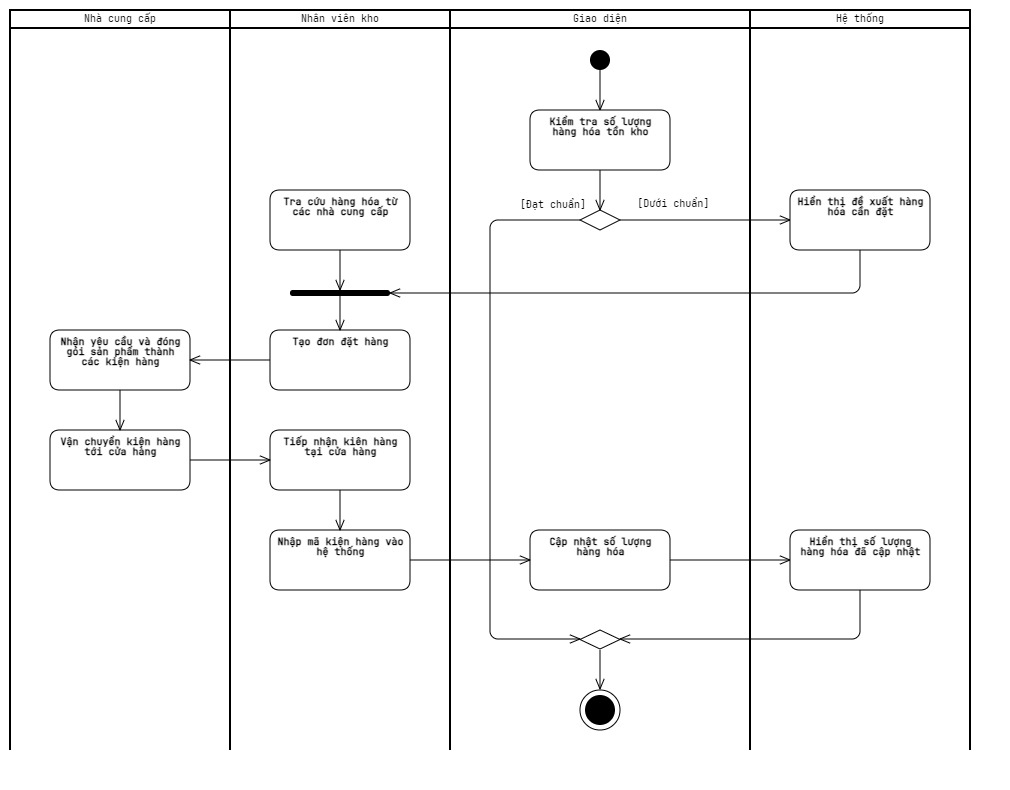 Nhà cung cấp
Nhân viên kho
Giao diện
Hệ thống
Kiểm tra số lượng
hàng hóa tồn kho
[Đạt chuẩn]
[Dưới chuẩn]
Tra cứu hàng hóa từ
các nhà cung cấp
Hiển thị đề xuất hàng
hóa cần đặt
Nhận yêu cầu và đóng
gói sản phẩm thành
các kiện hàng
Tạo đơn đặt hàng
Vận chuyển kiện hàng
tới cửa hàng
Tiếp nhận kiên hàng
tại cửa hàng
Nhập mã kiện hàng vào
hệ thống
Cập nhật số lượng
hàng hóa
Hiển thị số lượng
hàng hóa đã cập nhật